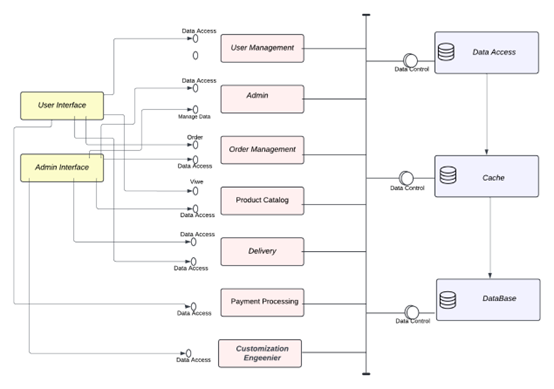 Data Access
User Management
Data Access
Data Access
Data Control
Data Access
Admin
User Interface
Manage Data
Order
Order Management
Data Access
Admin Interface
Cache
Viwe
Data Control
Product Catalog
Data Access
Data Access
Delivery
Data Access
Payment Processing
DataBase
Data Access
Data Control
Customization
Engeenier
Data Access